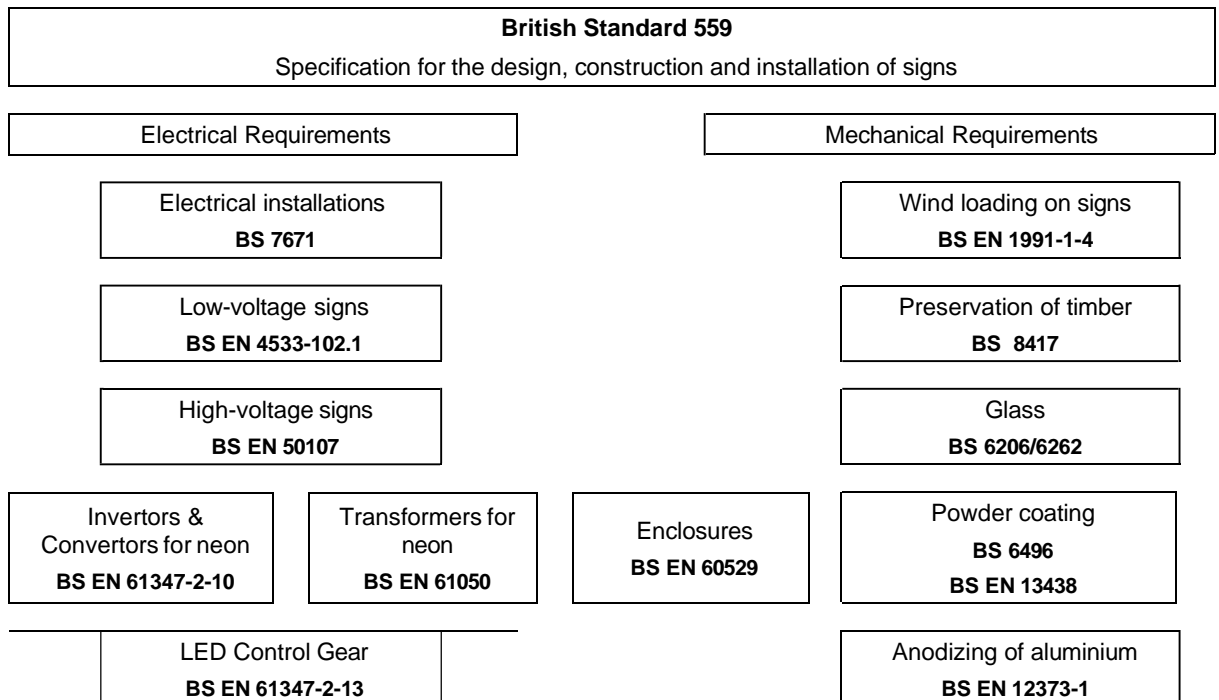 British Standard 559
Specification for the design, construction and installation of signs
Electrical Requirements
Mechanical Requirements
Electrical installations
BS 7671
Wind loading on signs
BS EN 1991-1-4
Low-voltage signs
BS EN 4533-102.1
Preservation of timber
BS 8417
High-voltage signs
BS EN 50107
Glass
BS 6206/6262
Invertors &
Convertors for neon
BS EN 61347-2-10
Transformers for
neon
BS EN 61050
Enclosures
BS EN 60529
Powder coating
BS 6496
BS EN 13438
LED Control Gear
BS EN 61347-2-13
Anodizing of aluminium
BS EN 12373-1